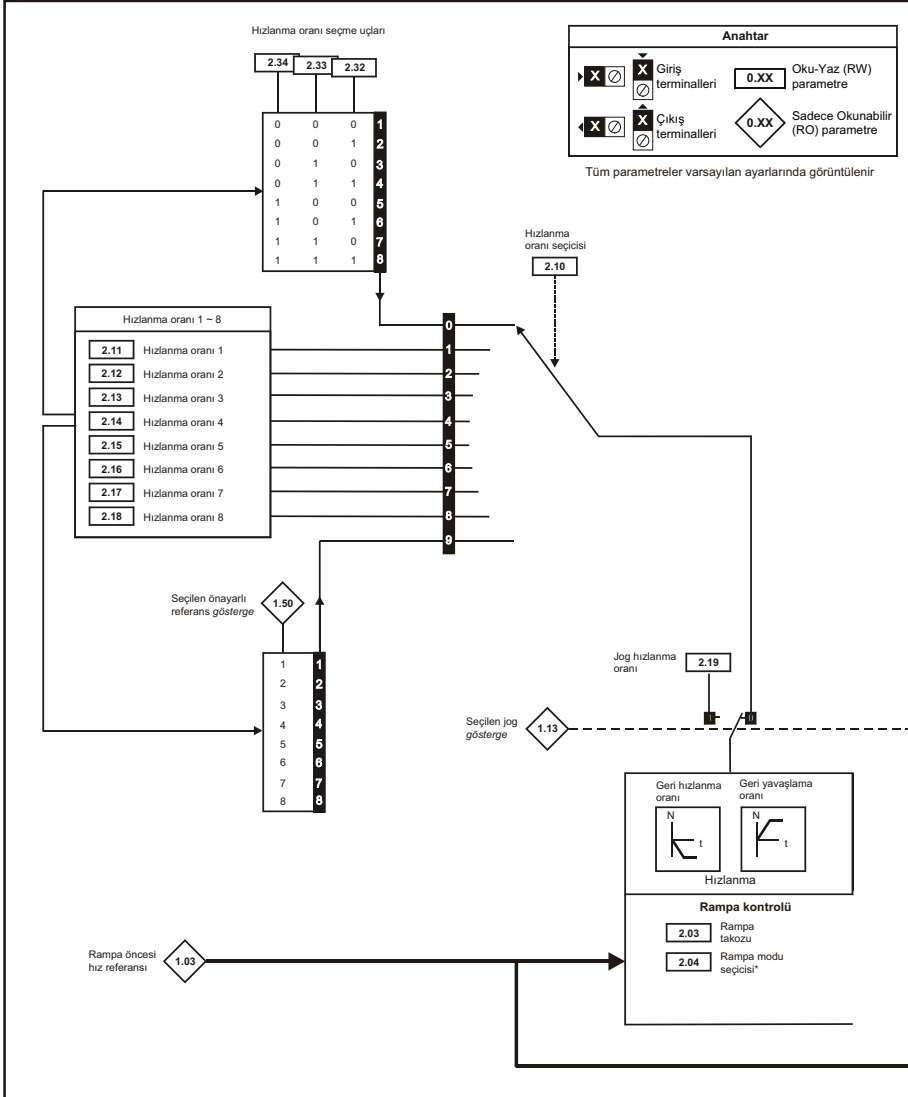 Hızlanma oranı seçme uçları
2.34 2.33 2.32
0 0 0 1
0 0 1 2
0 1 0 3
0 1 1 4
1 0 0 5
1 0 1 6
1 1 0 7
1 1 1 8
Anahtar
X Giriş terminalleri
X
0.XX Oku-Yaz (RW) parametre
X Çıkış terminalleri
X
0.XX Sadece Okunabilir (RO) parametre
Tüm parametreler varsayılan ayarlarında görüntülenir
Hızlanma
oranı seçicisi
2.10
Hızlanma oranı 1 ~ 8
2.11 Hızlanma oranı 1
2.12 Hızlanma oranı 2
2.13 Hızlanma oranı 3
2.14 Hızlanma oranı 4
2.15 Hızlanma oranı 5
2.16 Hızlanma oranı 6
2.17 Hızlanma oranı 7
2.18 Hızlanma oranı 8
0
1
2
3
4
5
6
7
8
9
Seçilen önayarlı
referans gösterge
1.50
1 1
2 2
3 3
4 4
5 5
6 6
7 7
8 8
Jog hızlanma
oranı
2.19
1 0
Seçilen jog
gösterge
1.13
Geri hızlanma
oranı
Geri yavaşlama
oranı
N
t
N
t
Hızlanma
Rampa kontrolü
2.03 Rampa
takozu
2.04 Rampa modu
seçicisi*
Rampa öncesi
hız referansı
1.03